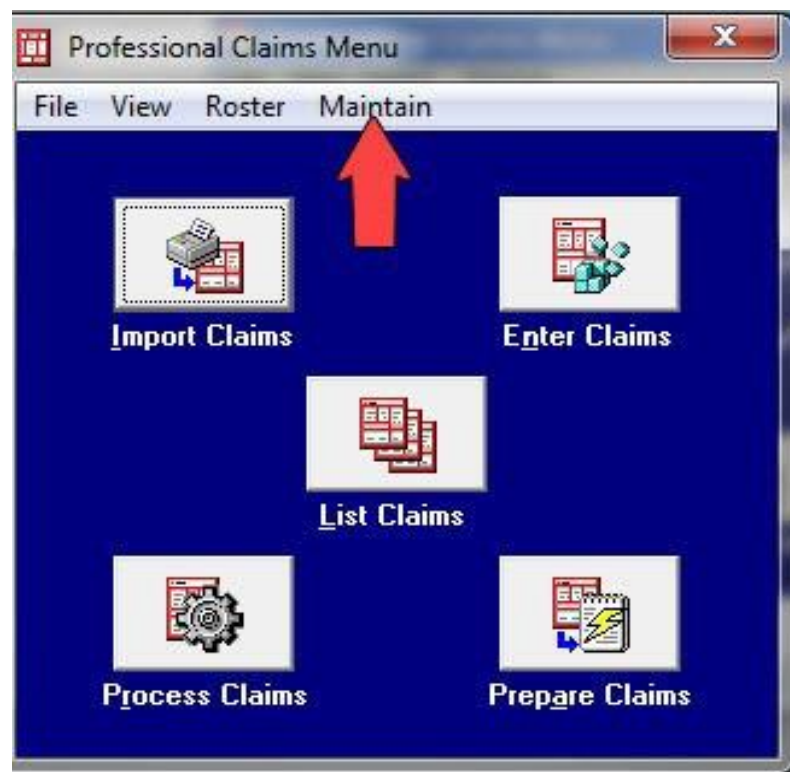 Professional Claims Menu
File View Roster Maintain
Import Claims
Enter Claims
List Claims
Process Claims
Prepare Claims